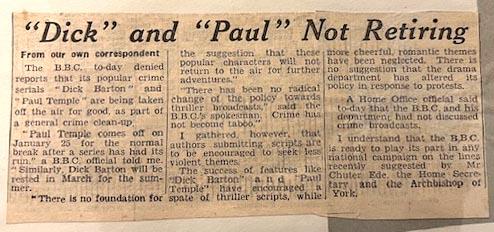 "Dick" and "Paul" Not Retiring
From our own correspondent
The B.B.C. to-day denied
reports that its popular crime
serials "Dick Barton" and
"Paul Temple" are being taken
off the air for good, as part of
a general crime clean-up.
"Paul Temple comes off on
January 25 for the normal
break after a series has had its
run," a B.B.C. official told me.
"Similarly, Dick Barton will be
rested in March for the sum-
mer.
"There is no foundation for
the suggestion that these
popular characters will not
return to the air for further
adventures."
"There has been no radical
change of the policy towards
thriller broadcasts," said the
B.B.C.'s spokesman. Crime has
not become taboo."
I gathered, however, that
authors submitting scripts are
to be encouraged to seek less
violent themes.
The success of features like
"Dick Barton" and "Paul
Temple" have encouraged a
spate of thriller scripts, while
more cheerful, romantic themes
have been neglected. There is
no suggestion that the drama
department has altered its
policy in response to protests.
A Home Office official said
to-day that the B.B.C. and his
department had not discussed
crime broadcasts.
I understand that the B.B.C.
is ready to play its part in any
national campaign on the lines
recently suggested by Mr.
Chuter Ede, the Home Secre-
tary and the Archbishop of
York.